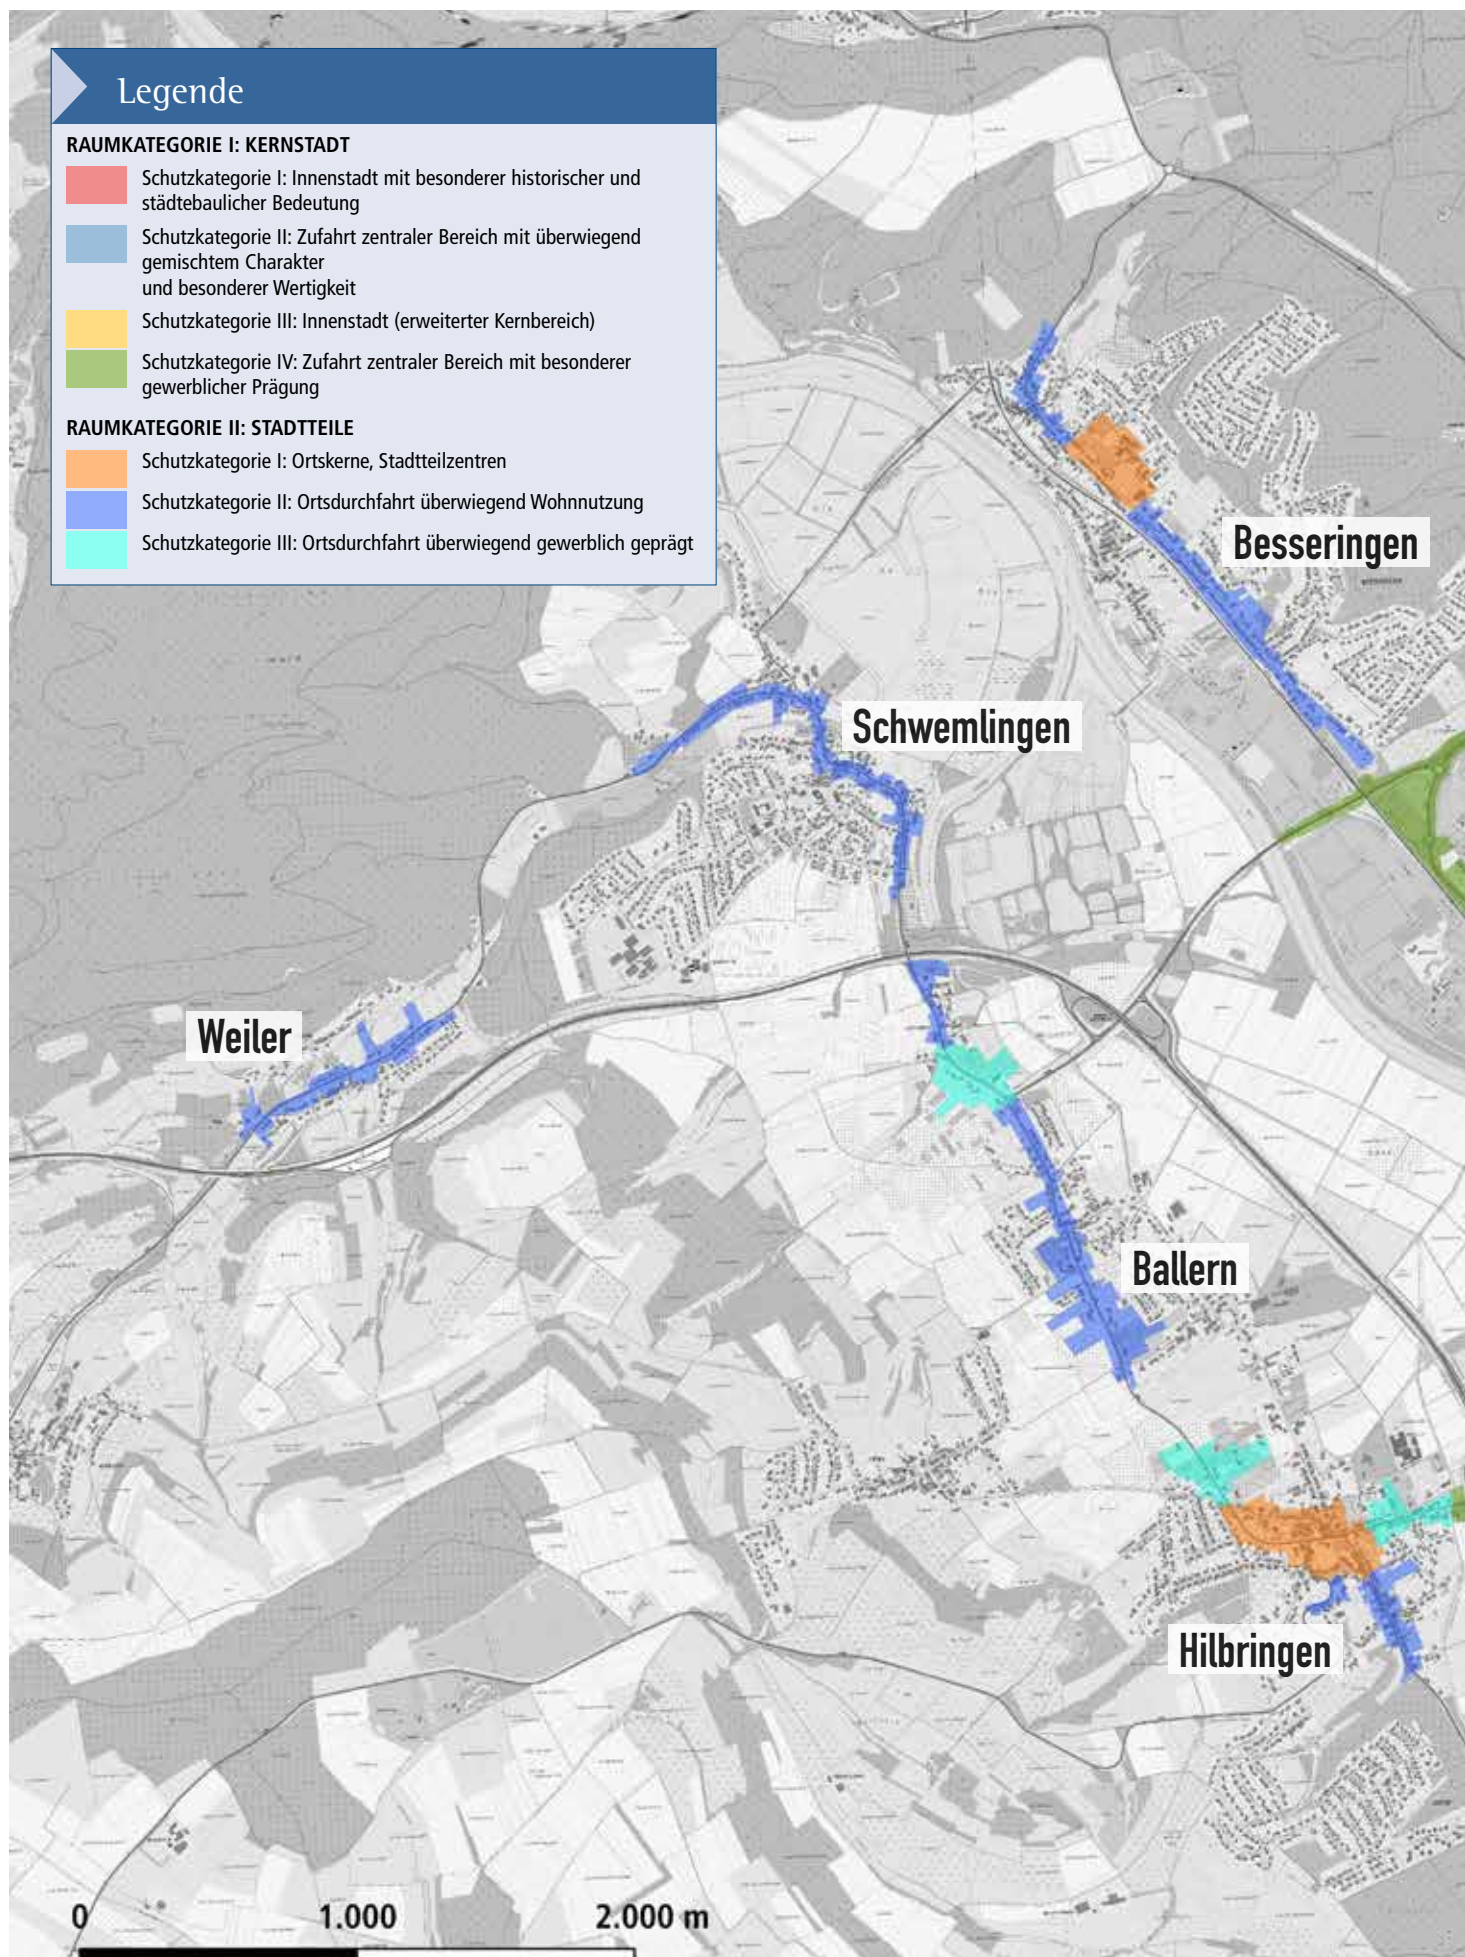 Legende
RAUMKATEGORIE I: KERNSTADT
Schutzkategorie I: Innenstadt mit besonderer historischer und
städtebaulicher Bedeutung
Schutzkategorie II: Zufahrt zentraler Bereich mit überwiegend
gemischtem Charakter
und besonderer Wertigkeit
Schutzkategorie III: Innenstadt (erweiterter Kernbereich)
Schutzkategorie IV: Zufahrt zentraler Bereich mit besonderer
gewerblicher Prägung
RAUMKATEGORIE II: STADTTEILE
Schutzkategorie I: Ortskerne, Stadtteilzentren
Schutzkategorie II: Ortsdurchfahrt überwiegend Wohnnutzung
Schutzkategorie III: Ortsdurchfahrt überwiegend gewerblich geprägt
Besseringen
Schwemlingen
Weiler
Ballern
Hilbringen
0 1.000 2.000 m